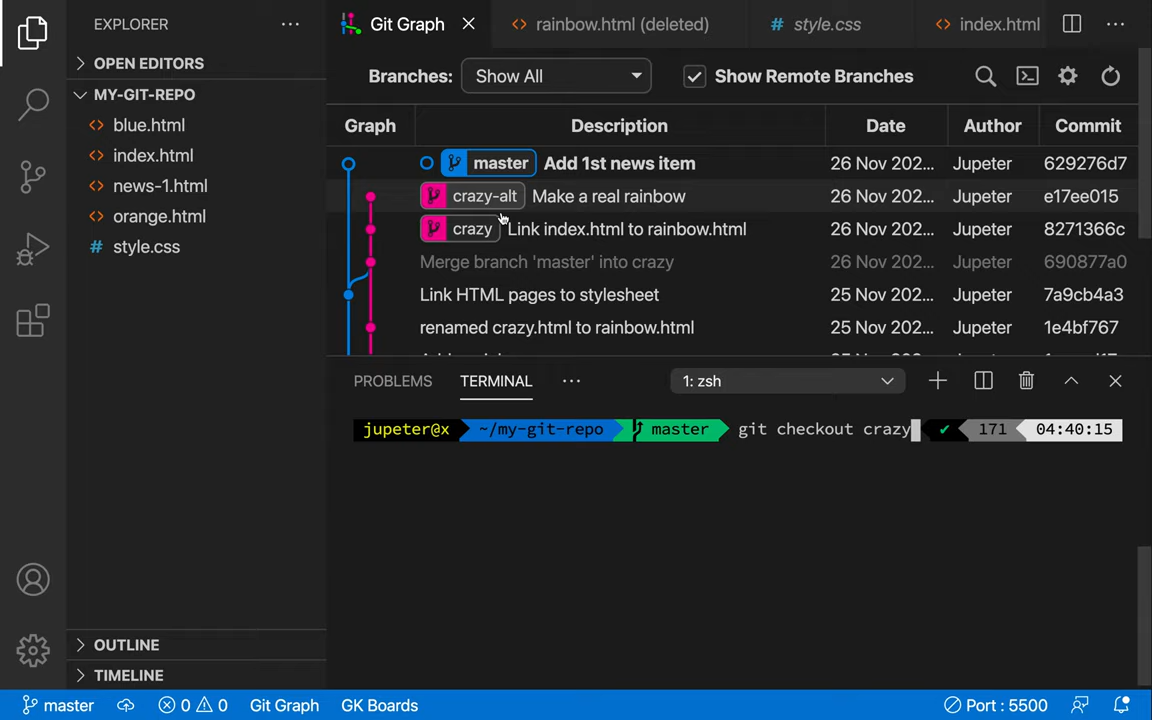 EXPLORER
OPEN EDITORS
MY-GIT-REPO
blue.html
index.html
news-1.html
orange.html
style.css
OUTLINE
TIMELINE
Git Graph
rainbow.html (deleted)
style.css
index.html
Branches: Show All Show Remote Branches
Graph Description Date Author Commit
master Add 1st news item 26 Nov 202... Jupeter 629276d7
crazy-alt Make a real rainbow 26 Nov 202... Jupeter e17ee015
crazy Link index.html to rainbow.html 26 Nov 202... Jupeter 8271366c
Merge branch 'master' into crazy 26 Nov 202... Jupeter 690877a0
Link HTML pages to stylesheet 25 Nov 202... Jupeter 7a9cb4a3
renamed crazy.html to rainbow.html 25 Nov 202... Jupeter 1e4bf767
PROBLEMS TERMINAL 1: zsh
jupeter@x ~/my-git-repo master git checkout crazy ✔ 171 04:40:15
master 0 0 Git Graph GK Boards Port : 5500